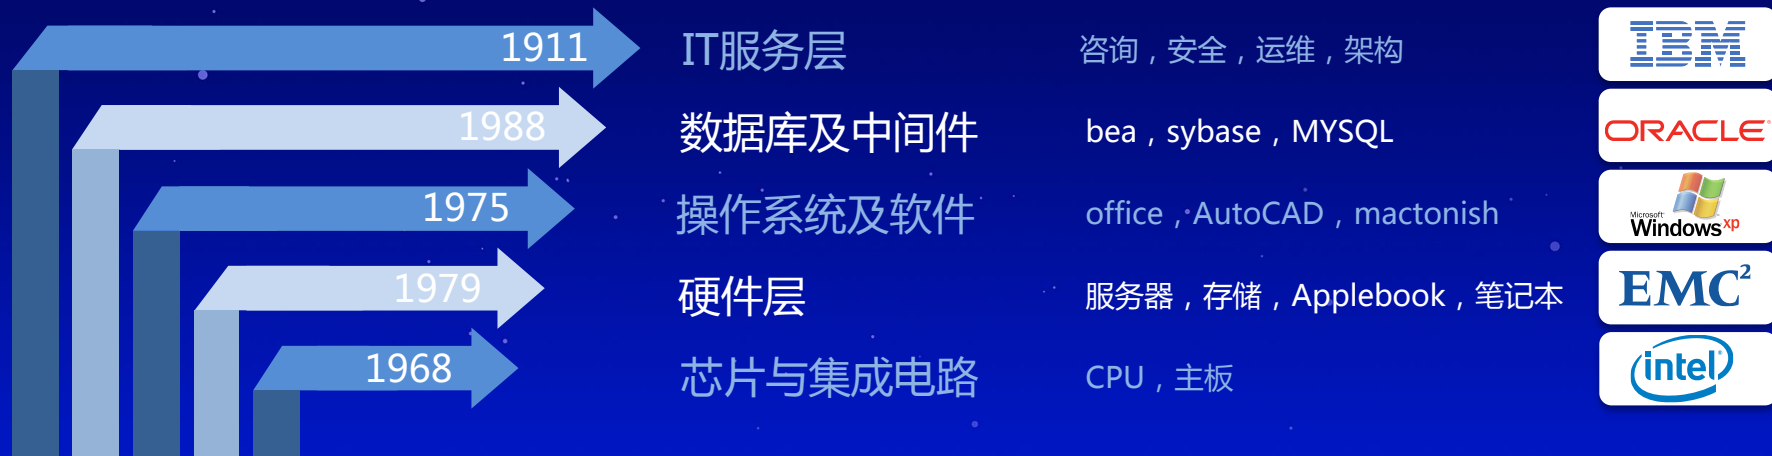 1911 IT服务层 咨询，安全，运维，架构 IBM
1988 数据库及中间件 bea，sybase，MYSQL ORACLE
1975 操作系统及软件 office，AutoCAD，mactonish Microsoft Windows xp
1979 硬件层 服务器，存储，Applebook，笔记本 EMC²
1968 芯片与集成电路 CPU，主板 intel